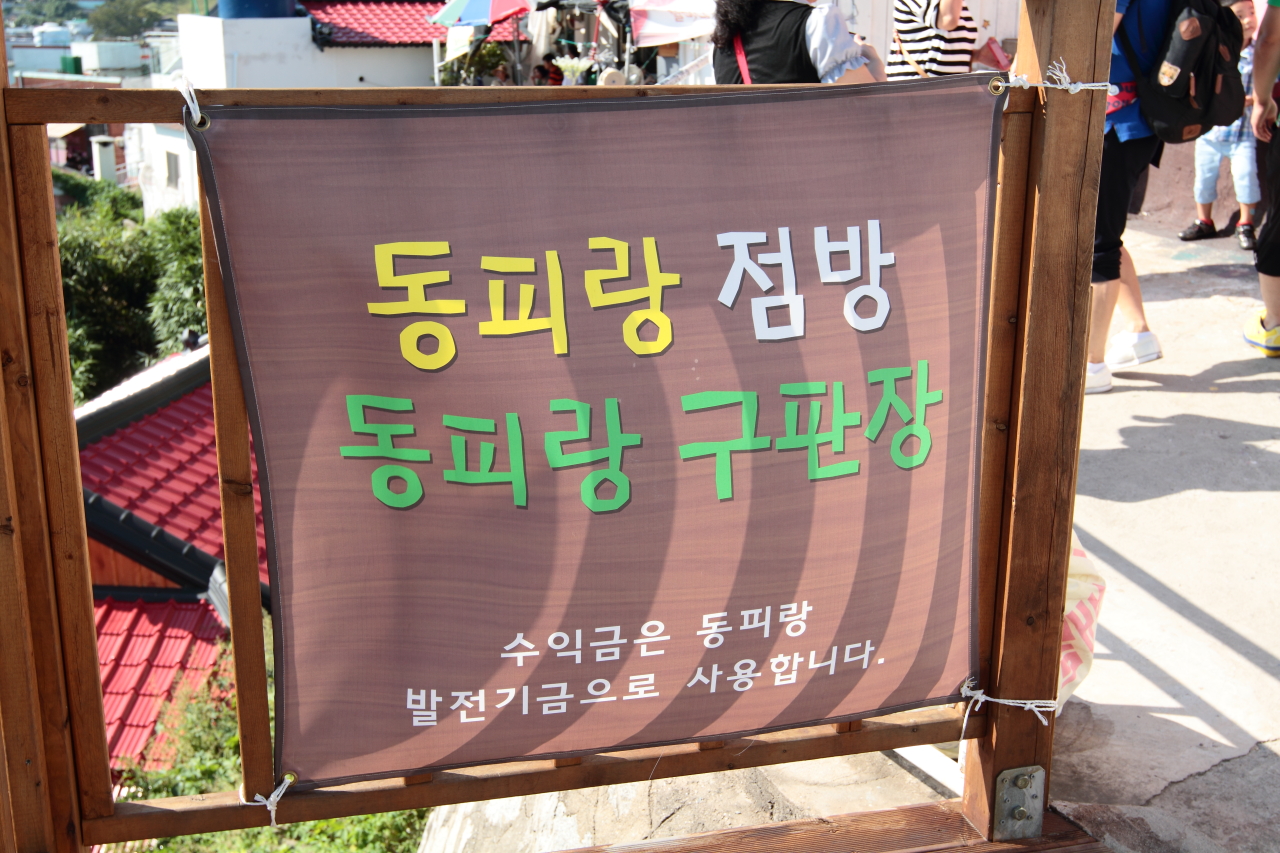 동피랑 점방
동피랑 구판장
수익금은 동피랑
발전기금으로 사용합니다.